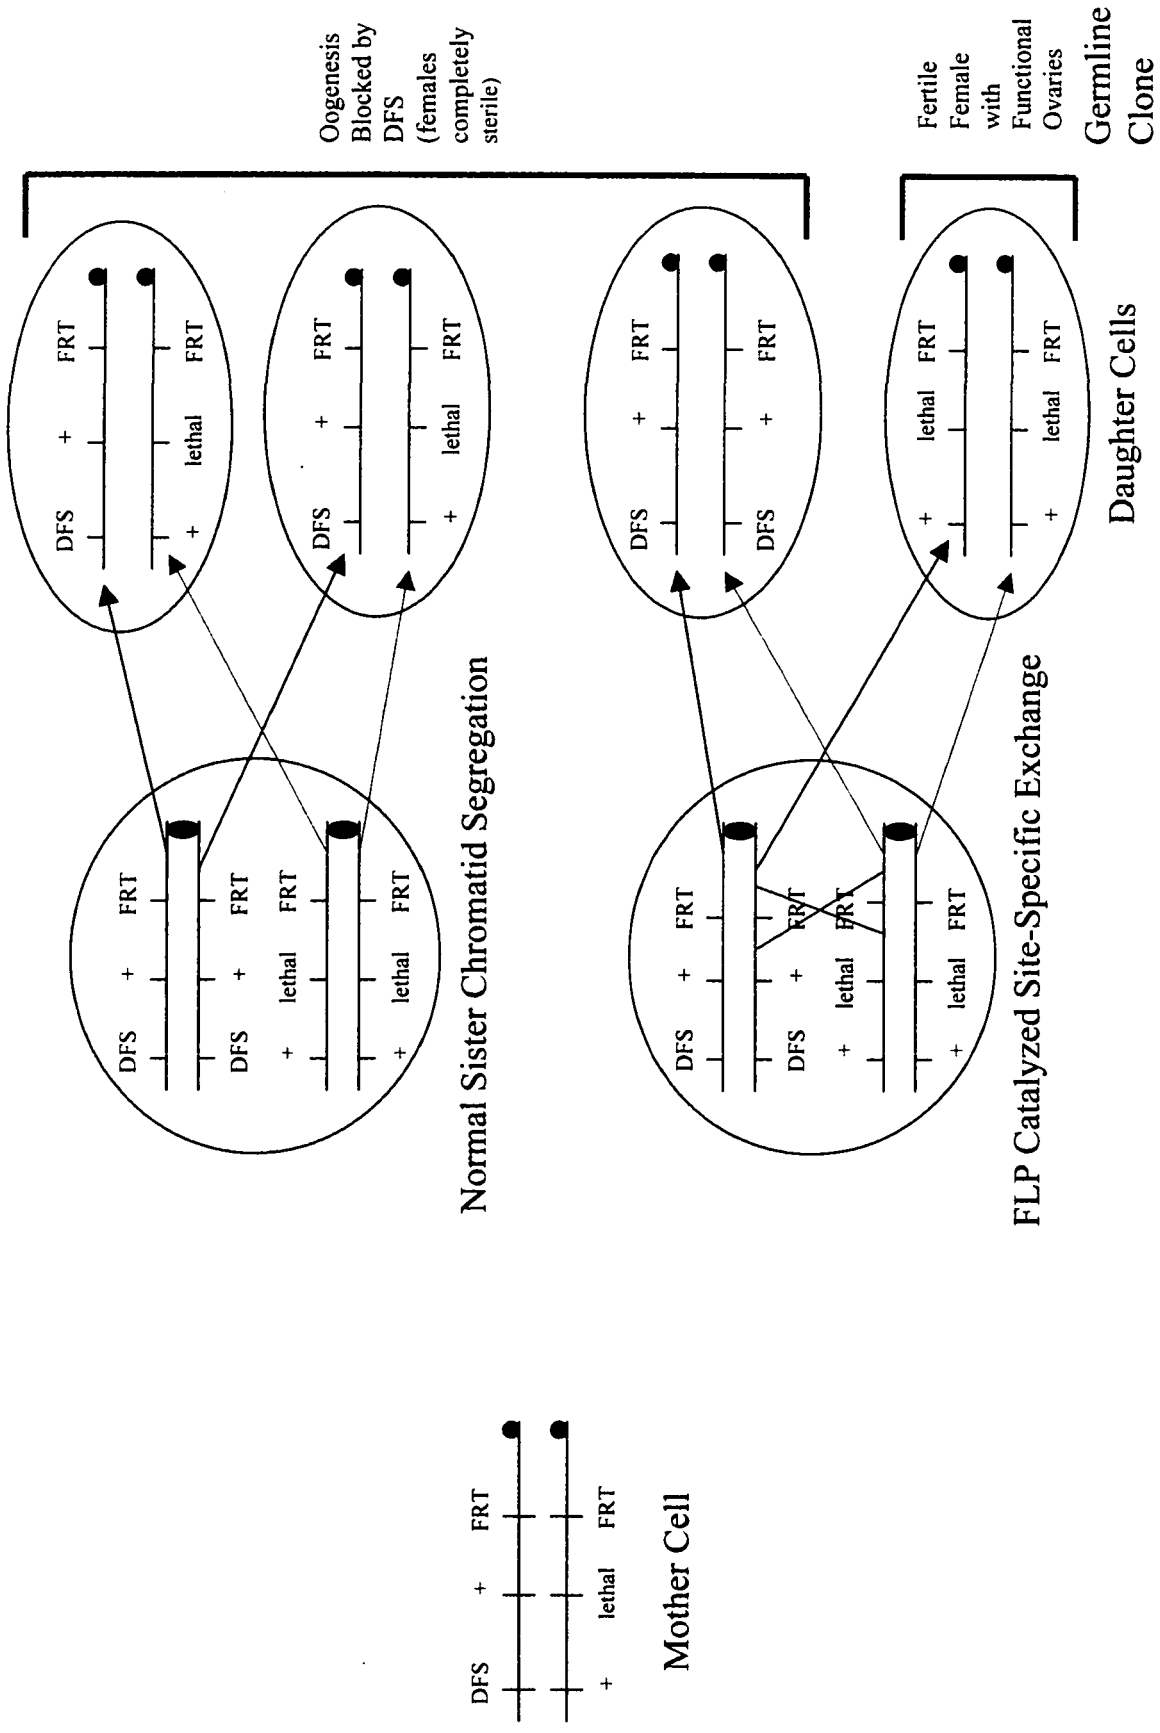 DFS + FRT
+ lethal FRT
Mother Cell
DFS + FRT
DFS + FRT
+ lethal FRT
+ lethal FRT
Normal Sister Chromatid Segregation
DFS + FRT
DFS + FRT
+ lethal FRT
+ lethal FRT
FLP Catalyzed Site-Specific Exchange
DFS + FRT
+ lethal FRT
DFS + FRT
+ lethal FRT
DFS + FRT
DFS + FRT
+ lethal FRT
+ lethal FRT
Daughter Cells
Oogenesis
Blocked by
DFS
(females
completely
sterile)
Fertile
Female
with
Functional
Ovaries
Germline
Clone